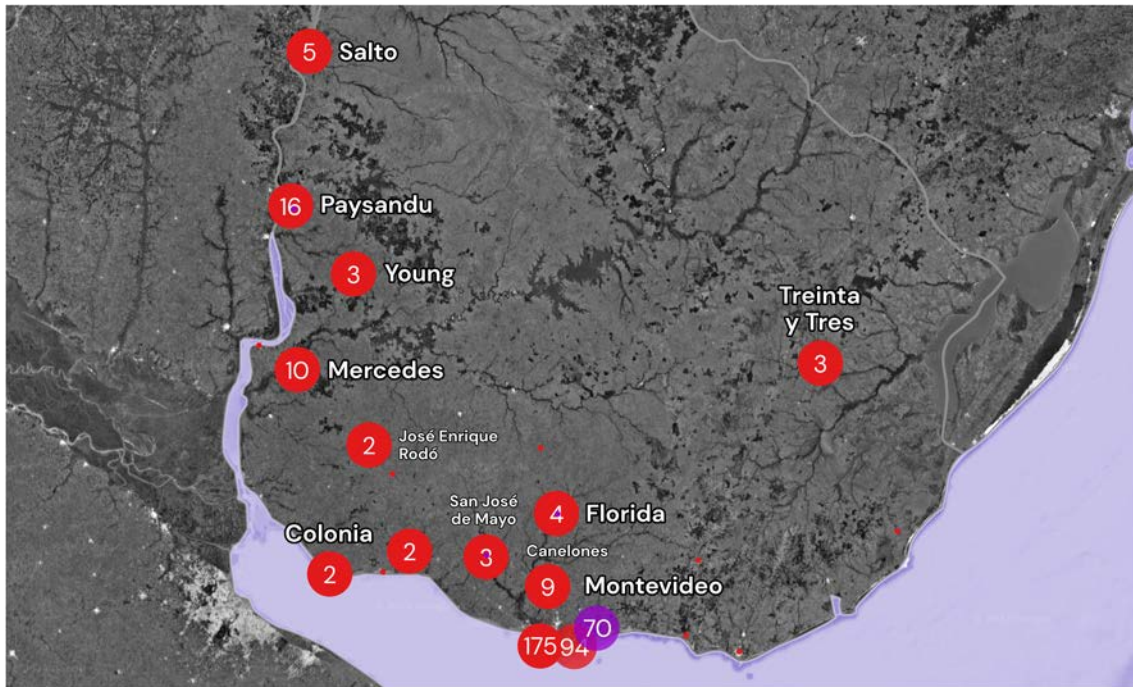 5 Salto
16 Paysandu
3 Young
Treinta
y Tres
3
10 Mercedes
2 José Enrique
Rodó
San José
de Mayo
4 Florida
Colonia
2
2
3
Canelones
9 Montevideo
70
175
94